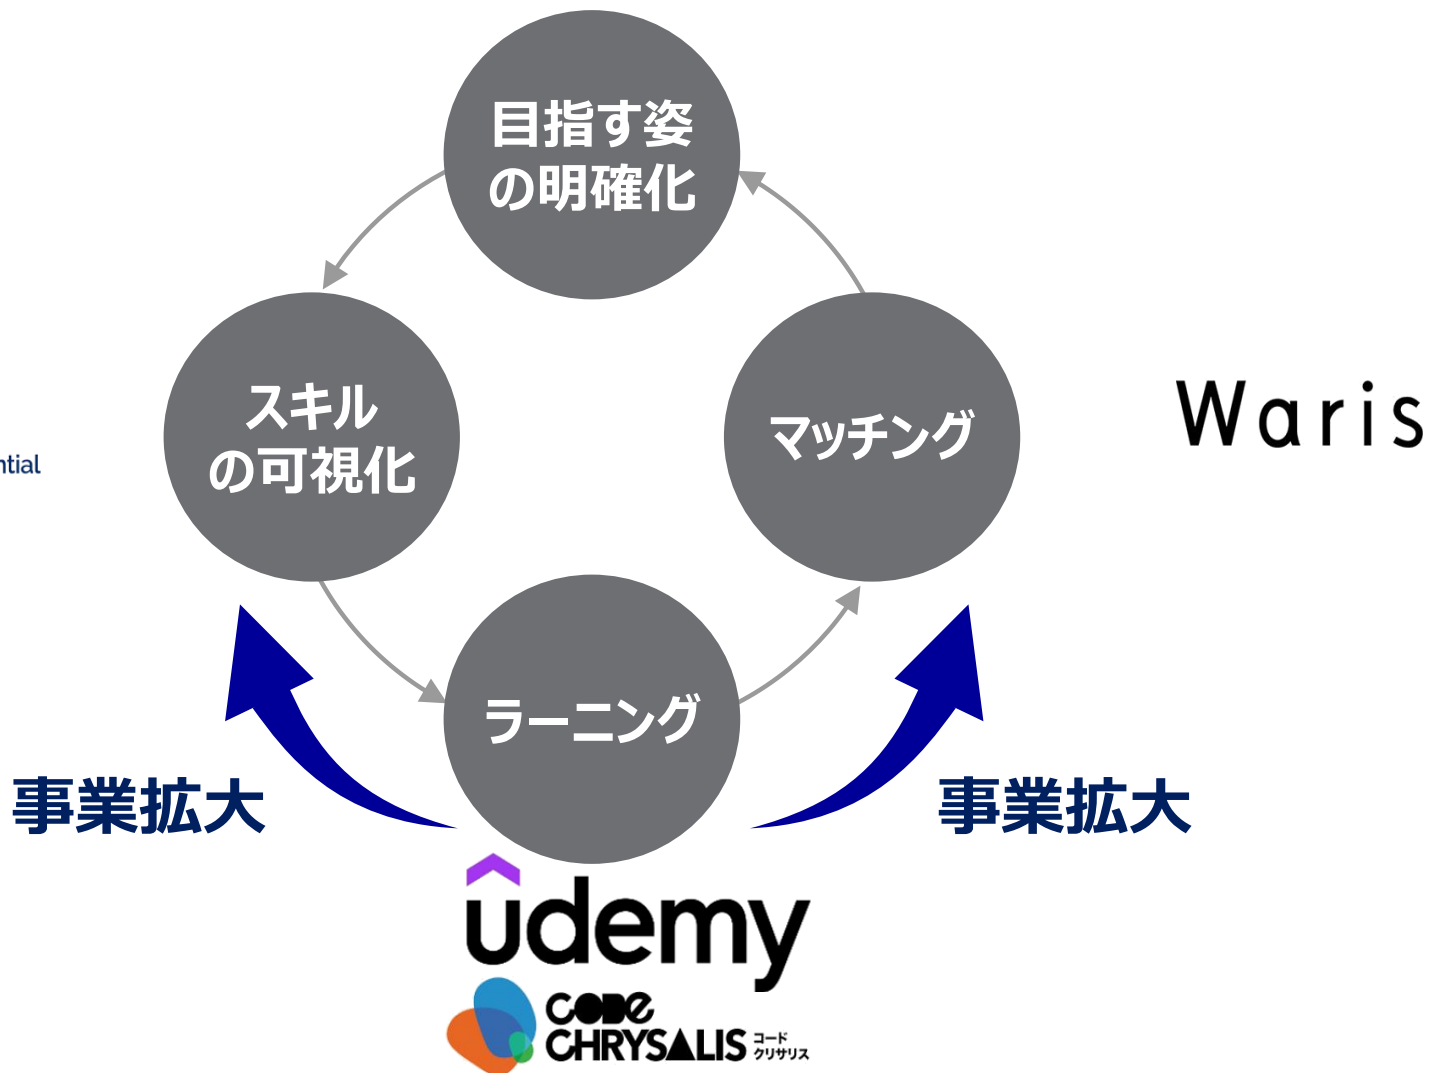 目指す姿
の明確化
スキル
の可視化
マッチング
Waris
ntial
ラーニング
事業拡大
事業拡大
udemy
CODE
CHRYSALIS
コード
クリサリス